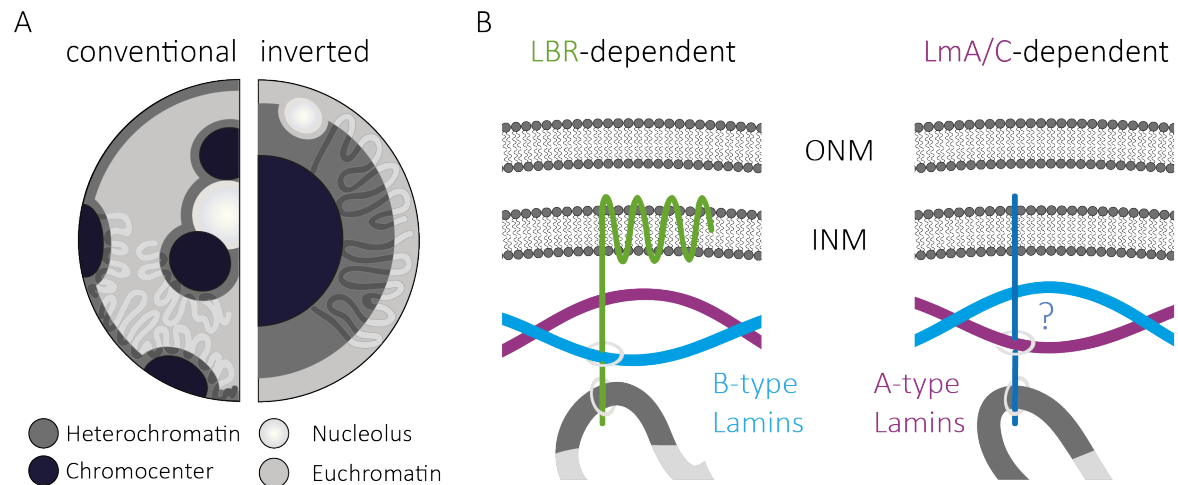 A
conventional inverted
Heterochromatin
Nucleolus
Chromocenter
Euchromatin
B
LBR-dependent
LmA/C-dependent
ONM
INM
?
B-type
Lamins
A-type
Lamins